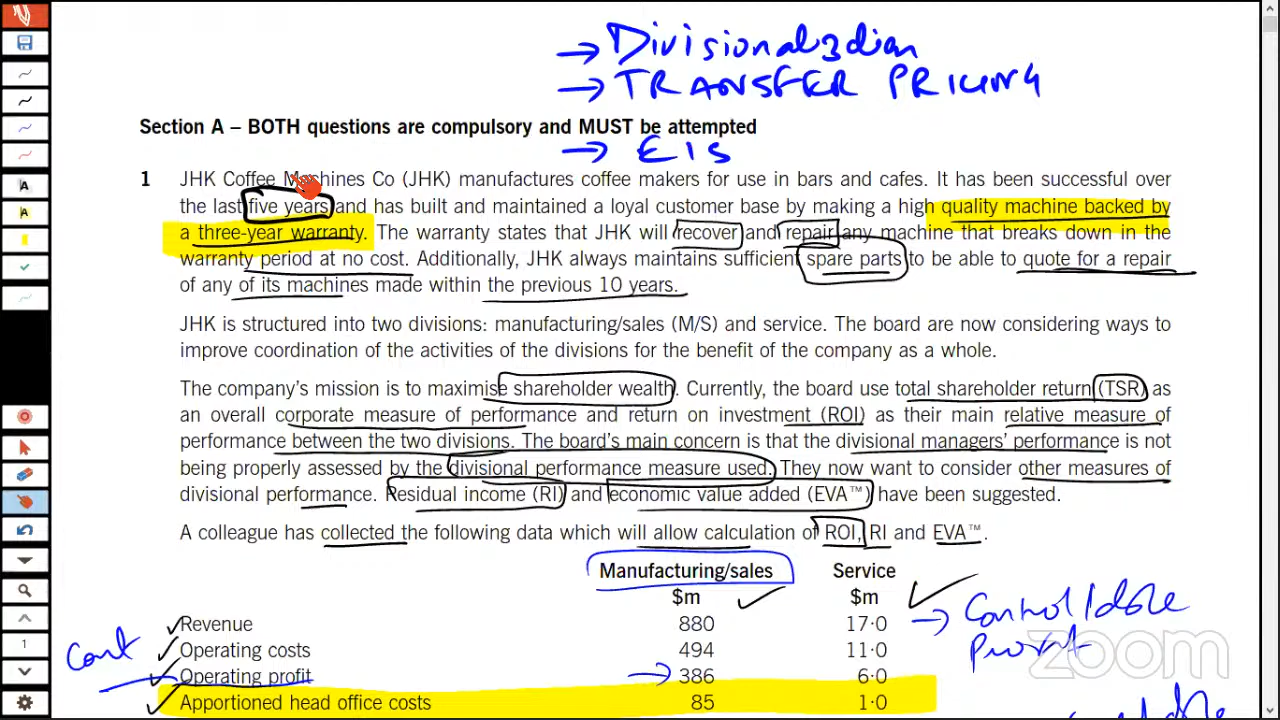 → Divisionalizdion
→ TRANSFER PRICING
Section A – BOTH questions are compulsory and MUST be attempted
→ EIS
1 JHK Coffee Machines Co (JHK) manufactures coffee makers for use in bars and cafes. It has been successful over
the last five years and has built and maintained a loyal customer base by making a high quality machine backed by
a three-year warranty. The warranty states that JHK will recover and repair any machine that breaks down in the
warranty period at no cost. Additionally, JHK always maintains sufficient spare parts to be able to quote for a repair
of any of its machines made within the previous 10 years.
JHK is structured into two divisions: manufacturing/sales (M/S) and service. The board are now considering ways to
improve coordination of the activities of the divisions for the benefit of the company as a whole.
The company's mission is to maximise shareholder wealth. Currently, the board use total shareholder return (TSR) as
an overall corporate measure of performance and return on investment (ROI) as their main relative measure of
performance between the two divisions. The board's main concern is that the divisional managers' performance is not
being properly assessed by the divisional performance measure used. They now want to consider other measures of
divisional performance. Residual income (RI) and economic value added (EVA™) have been suggested.
A colleague has collected the following data which will allow calculation of ROI, RI and EVA™.
Manufacturing/sales Service
$m $m
Revenue 880 17·0 → Controllable
Operating costs 494 11·0 Profit
Cont
Operating profit → 386 6·0
Apportioned head office costs 85 1·0
zoom
A
A
1